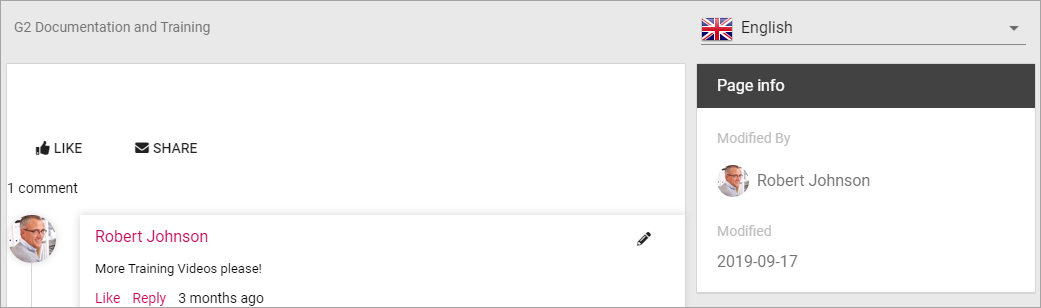 G2 Documentation and Training
English
LIKE
SHARE
1 comment
Robert Johnson
More Training Videos please!
Like Reply 3 months ago
Page info
Modified By
Robert Johnson
Modified
2019-09-17